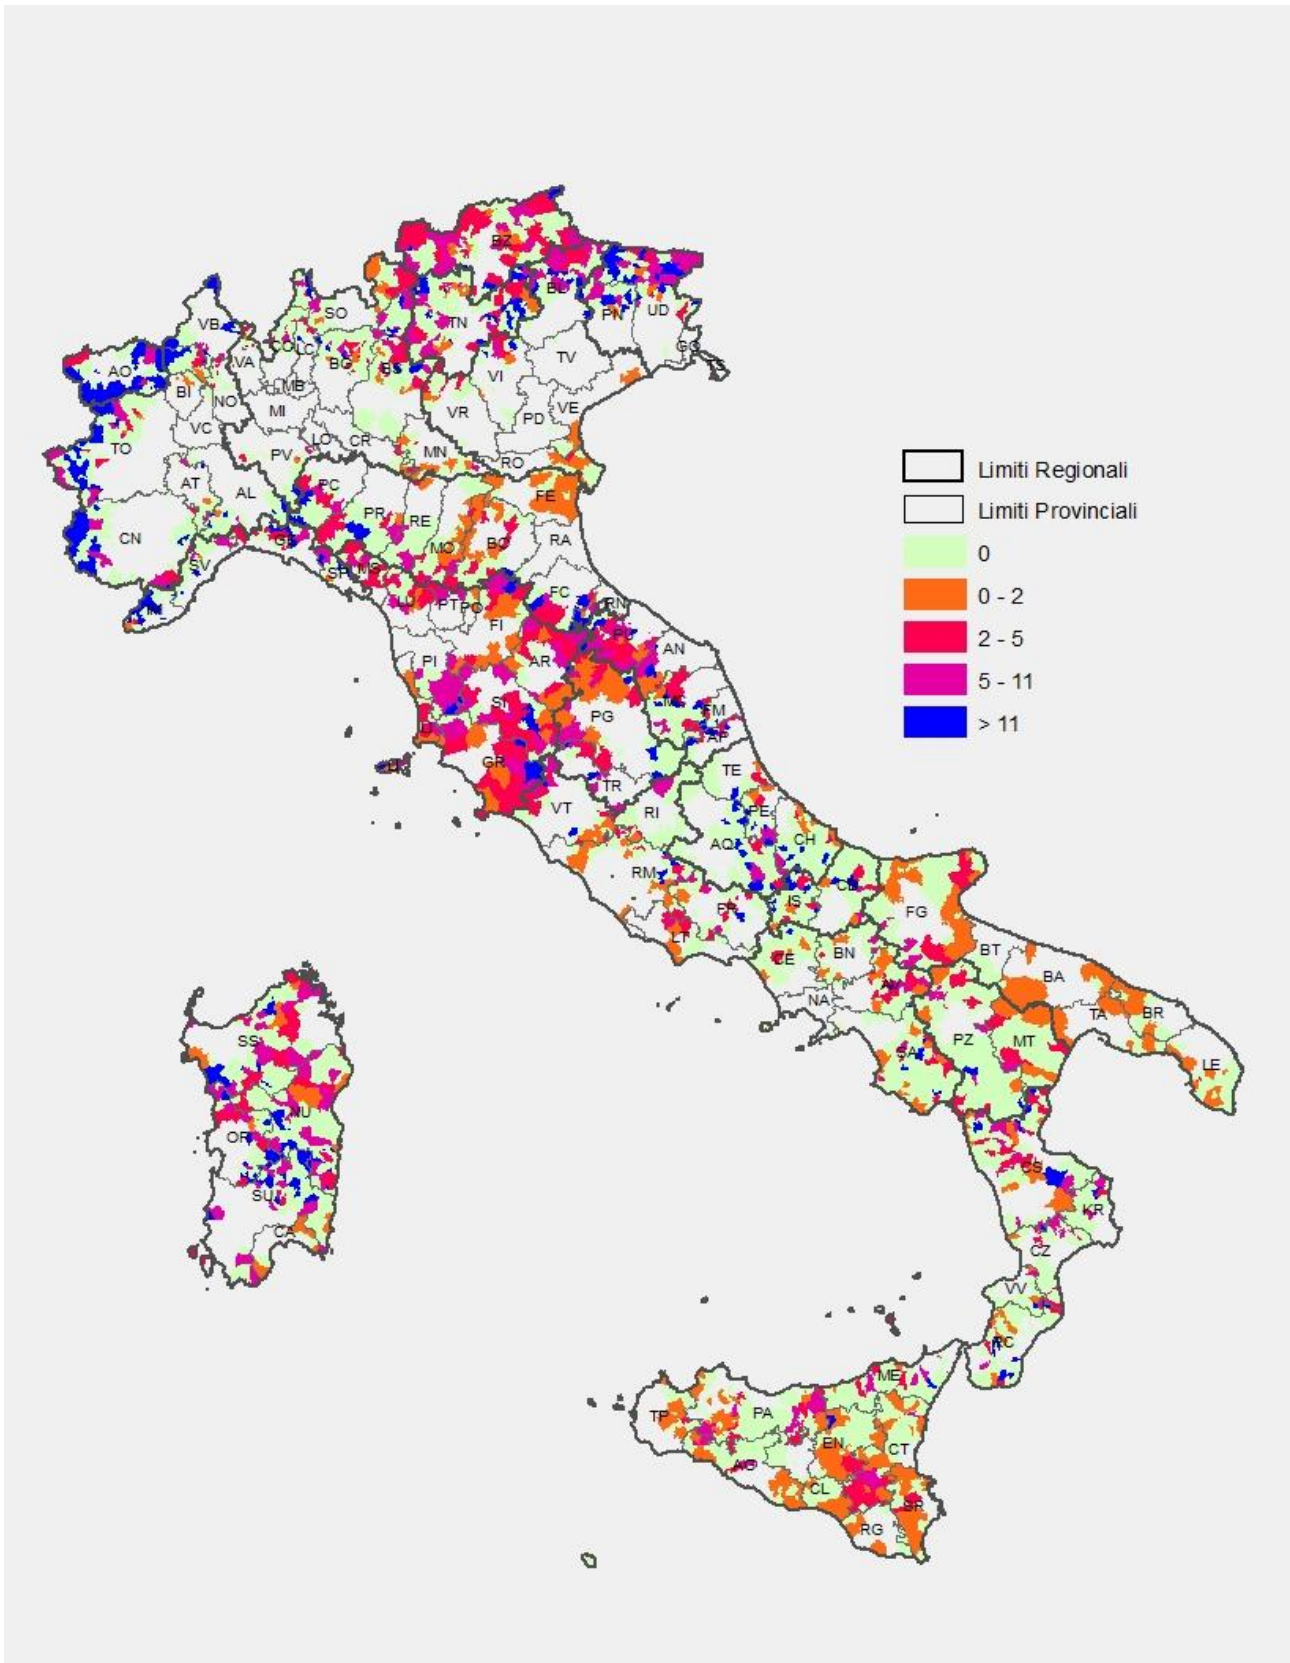 BZ
SO
BL
TN
PN
UD
VB
CO
LC
GO
AO
VA
BG
BS
TV
TS
BI
MB
VI
NO
MI
VR
PD
VE
VC
TO
LO
CR
MN
PV
RO
Limiti Regionali
AT
AL
PC
FE
Limiti Provinciali
PR
RE
CN
GE
MO
BO
RA
0
SV
SP
MS
0 - 2
IM
LU
PT
PO
FC
RN
FI
2 - 5
PI
AR
PU
AN
5 - 11
SI
MC
PG
FM
> 11
LI
AP
GR
LI
TR
TE
VT
RI
PE
AQ
CH
RM
CB
FR
IS
FG
LT
CE
BN
BT
AV
BA
NA
TA
BR
SS
SA
PZ
MT
LE
NU
OR
CS
SU
KR
CA
CZ
VV
RC
ME
TP
PA
EN
CT
AG
CL
SR
RG